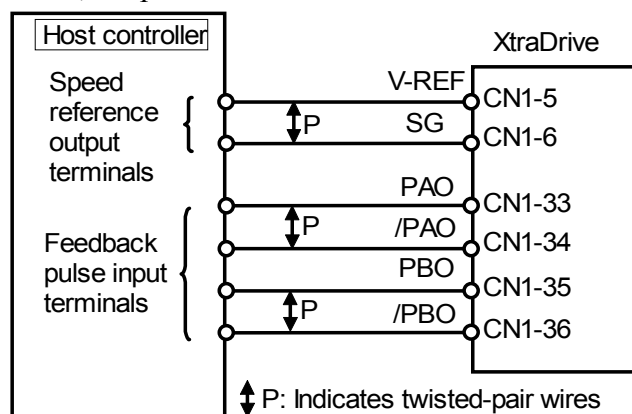 Host controller
XtraDrive
Speed
reference
output
terminals
V-REF
CN1-5
P
SG
CN1-6
Feedback
pulse input
terminals
PAO
CN1-33
P
/PAO
CN1-34
PBO
CN1-35
P
/PBO
CN1-36
P: Indicates twisted-pair wires